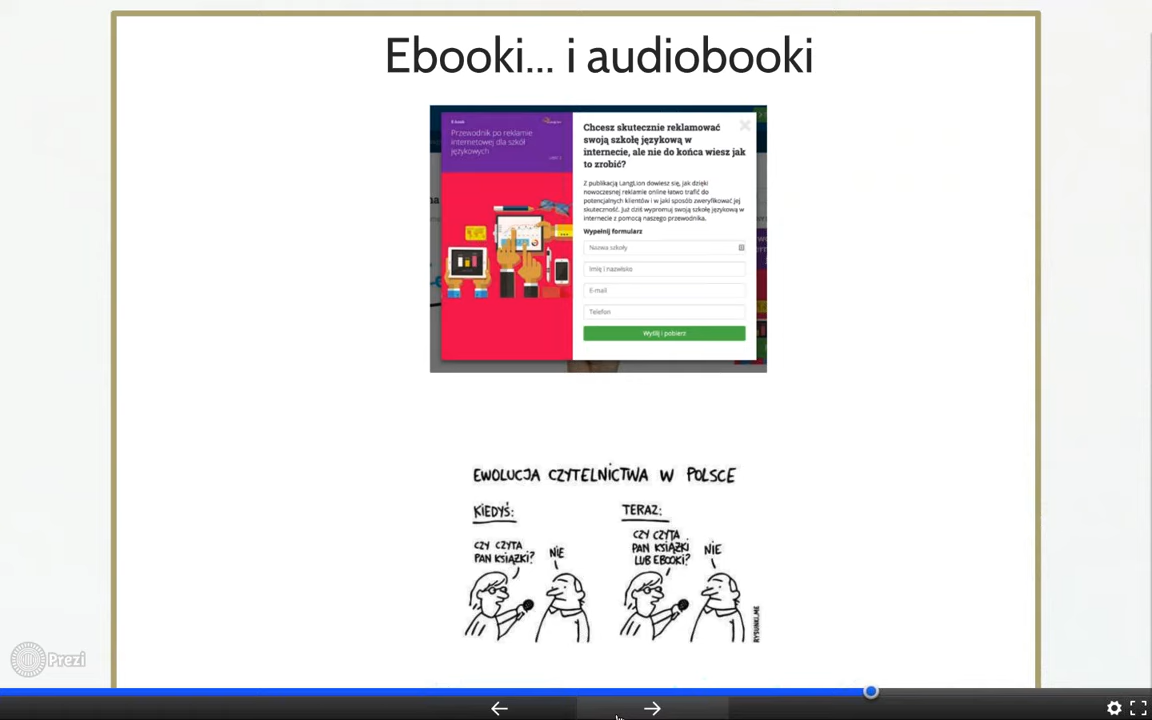 Ebooki... i audiobooki
E-book
Przewodnik po reklamie
internetowej dla szkół
językowych
Chcesz skutecznie reklamować
swoją szkołę językową w
internecie, ale nie do końca wiesz jak
to zrobić?
Z publikacją LangLion dowiesz się, jak dzięki
nowoczesnej reklamie online łatwo trafić do
potencjalnych klientów i w jaki sposób zweryfikować jej
skuteczność. Już dziś wypromuj swoją szkołę językową w
internecie z pomocą naszego przewodnika.
Wypełnij formularz
Nazwa szkoły
Imię i nazwisko
E-mail
Telefon
Wyślij i pobierz
EWOLUCJA CZYTELNICTWA W POLSCE
KIEDYŚ:
CZY CZYTA
PAN KSIĄŻKI?
NIE
TERAZ:
CZY CZYTA
PAN KSIĄŻKI
LUB EBOOKI?
NIE
RYSUNKI.ME
Prezi